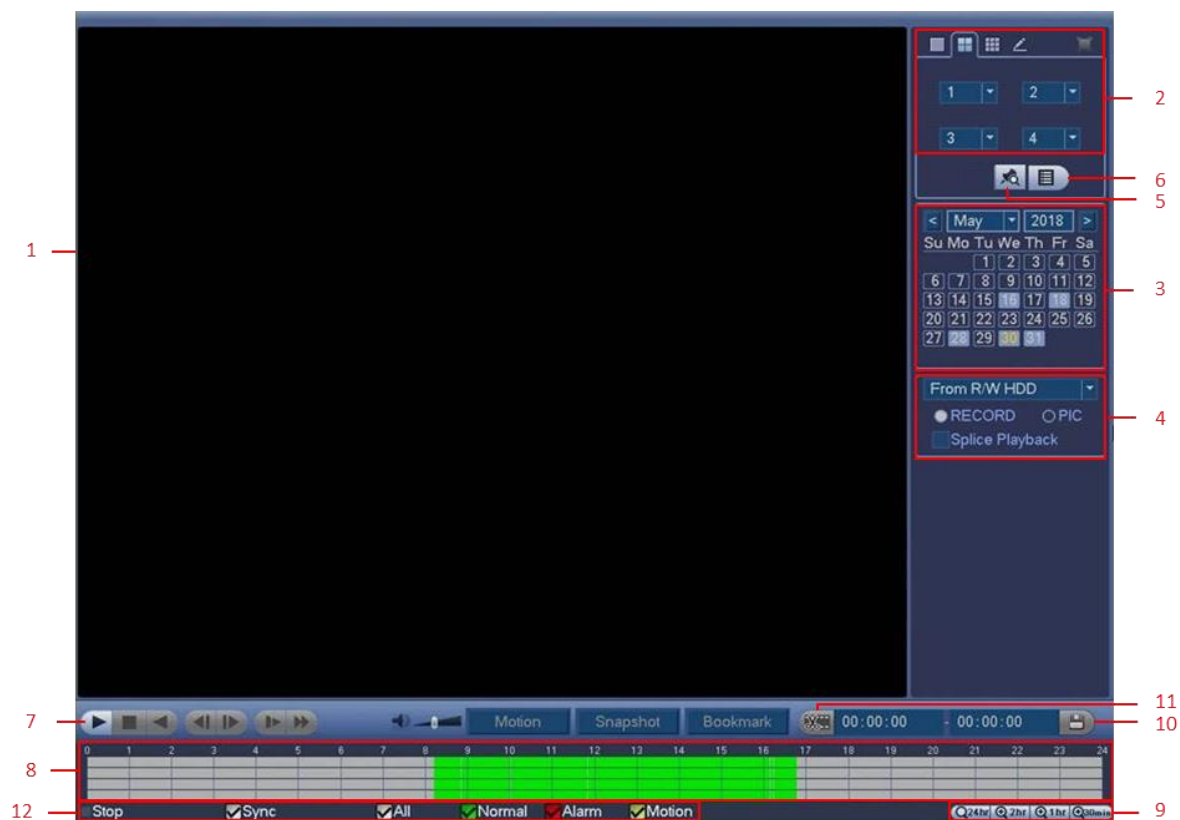 1 2
3 4
2
6
5
1
< May 2018 >
Su Mo Tu We Th Fr Sa
1 2 3 4 5
6 7 8 9 10 11 12
13 14 15 16 17 18 19
20 21 22 23 24 25 26
27 28 29 30 31
3
From R/W HDD
RECORD PIC
Splice Playback
4
11
7
Motion Snapshot Bookmark 00:00:00 - 00:00:00
10
0 1 2 3 4 5 6 7 8 9 10 11 12 13 14 15 16 17 18 19 20 21 22 23 24
8
12
Stop Sync All Normal Alarm Motion 24hr 2hr 1hr 30min
9